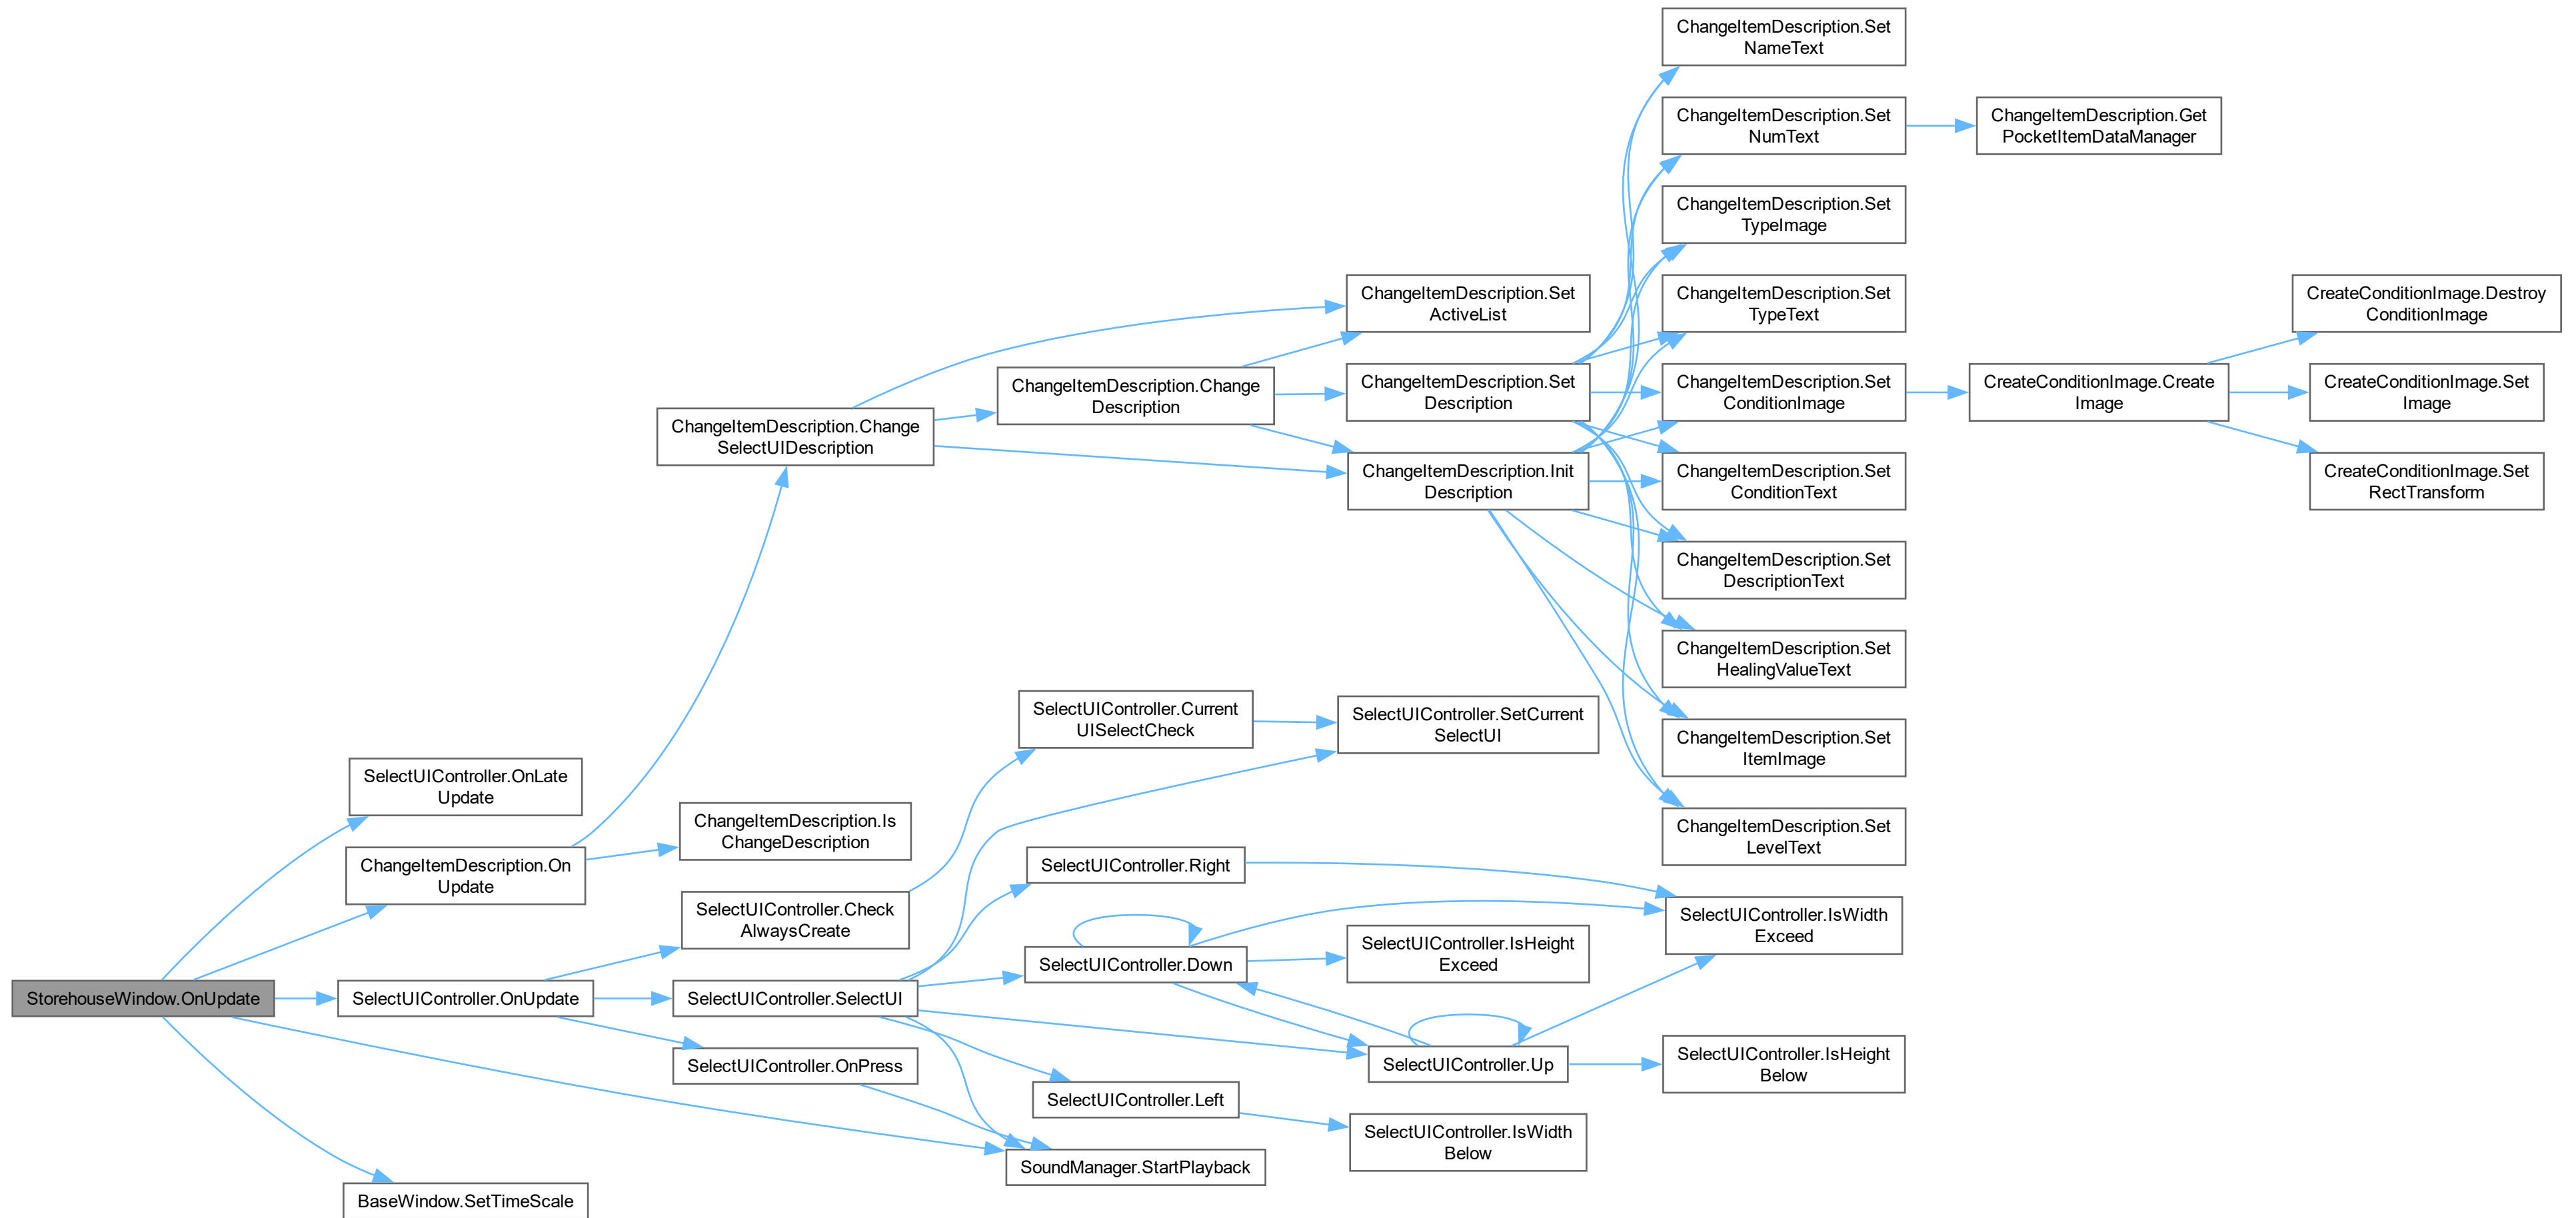 ChangeItemDescription.Set
NameText
ChangeItemDescription.Set
NumText
ChangeItemDescription.Get
PocketItemDataManager
ChangeItemDescription.Set
TypeImage
ChangeItemDescription.Set
ActiveList
ChangeItemDescription.Set
TypeText
CreateConditionImage.Destroy
ConditionImage
ChangeItemDescription.Change
SelectUIDescription
ChangeItemDescription.Change
Description
ChangeItemDescription.Set
Description
ChangeItemDescription.Set
ConditionImage
CreateConditionImage.Create
Image
CreateConditionImage.Set
Image
ChangeItemDescription.Init
Description
ChangeItemDescription.Set
ConditionText
CreateConditionImage.Set
RectTransform
ChangeItemDescription.Set
DescriptionText
ChangeItemDescription.Set
HealingValueText
SelectUIController.Current
UISelectCheck
SelectUIController.SetCurrent
SelectUI
ChangeItemDescription.Set
ItemImage
SelectUIController.OnLate
Update
ChangeItemDescription.Is
ChangeDescription
ChangeItemDescription.Set
LevelText
ChangeItemDescription.On
Update
SelectUIController.Right
SelectUIController.Check
AlwaysCreate
SelectUIController.IsWidth
Exceed
SelectUIController.Down
SelectUIController.IsHeight
Exceed
StorehouseWindow.OnUpdate
SelectUIController.OnUpdate
SelectUIController.SelectUI
SelectUIController.OnPress
SelectUIController.Up
SelectUIController.IsHeight
Below
SelectUIController.Left
SelectUIController.IsWidth
Below
SoundManager.StartPlayback
BaseWindow.SetTimeScale